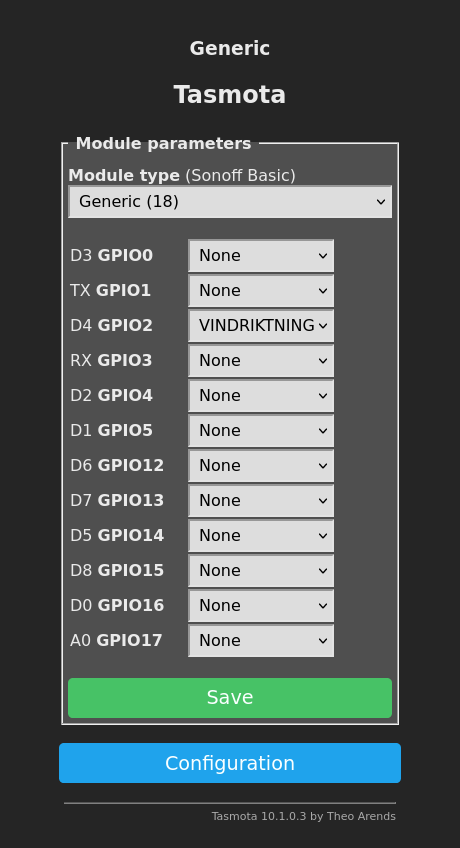 Generic
Tasmota
Module parameters
Module type (Sonoff Basic)
Generic (18)
D3 GPIO0 None
TX GPIO1 None
D4 GPIO2 VINDRIKTNING
RX GPIO3 None
D2 GPIO4 None
D1 GPIO5 None
D6 GPIO12 None
D7 GPIO13 None
D5 GPIO14 None
D8 GPIO15 None
D0 GPIO16 None
A0 GPIO17 None
Save
Configuration
Tasmota 10.1.0.3 by Theo Arends